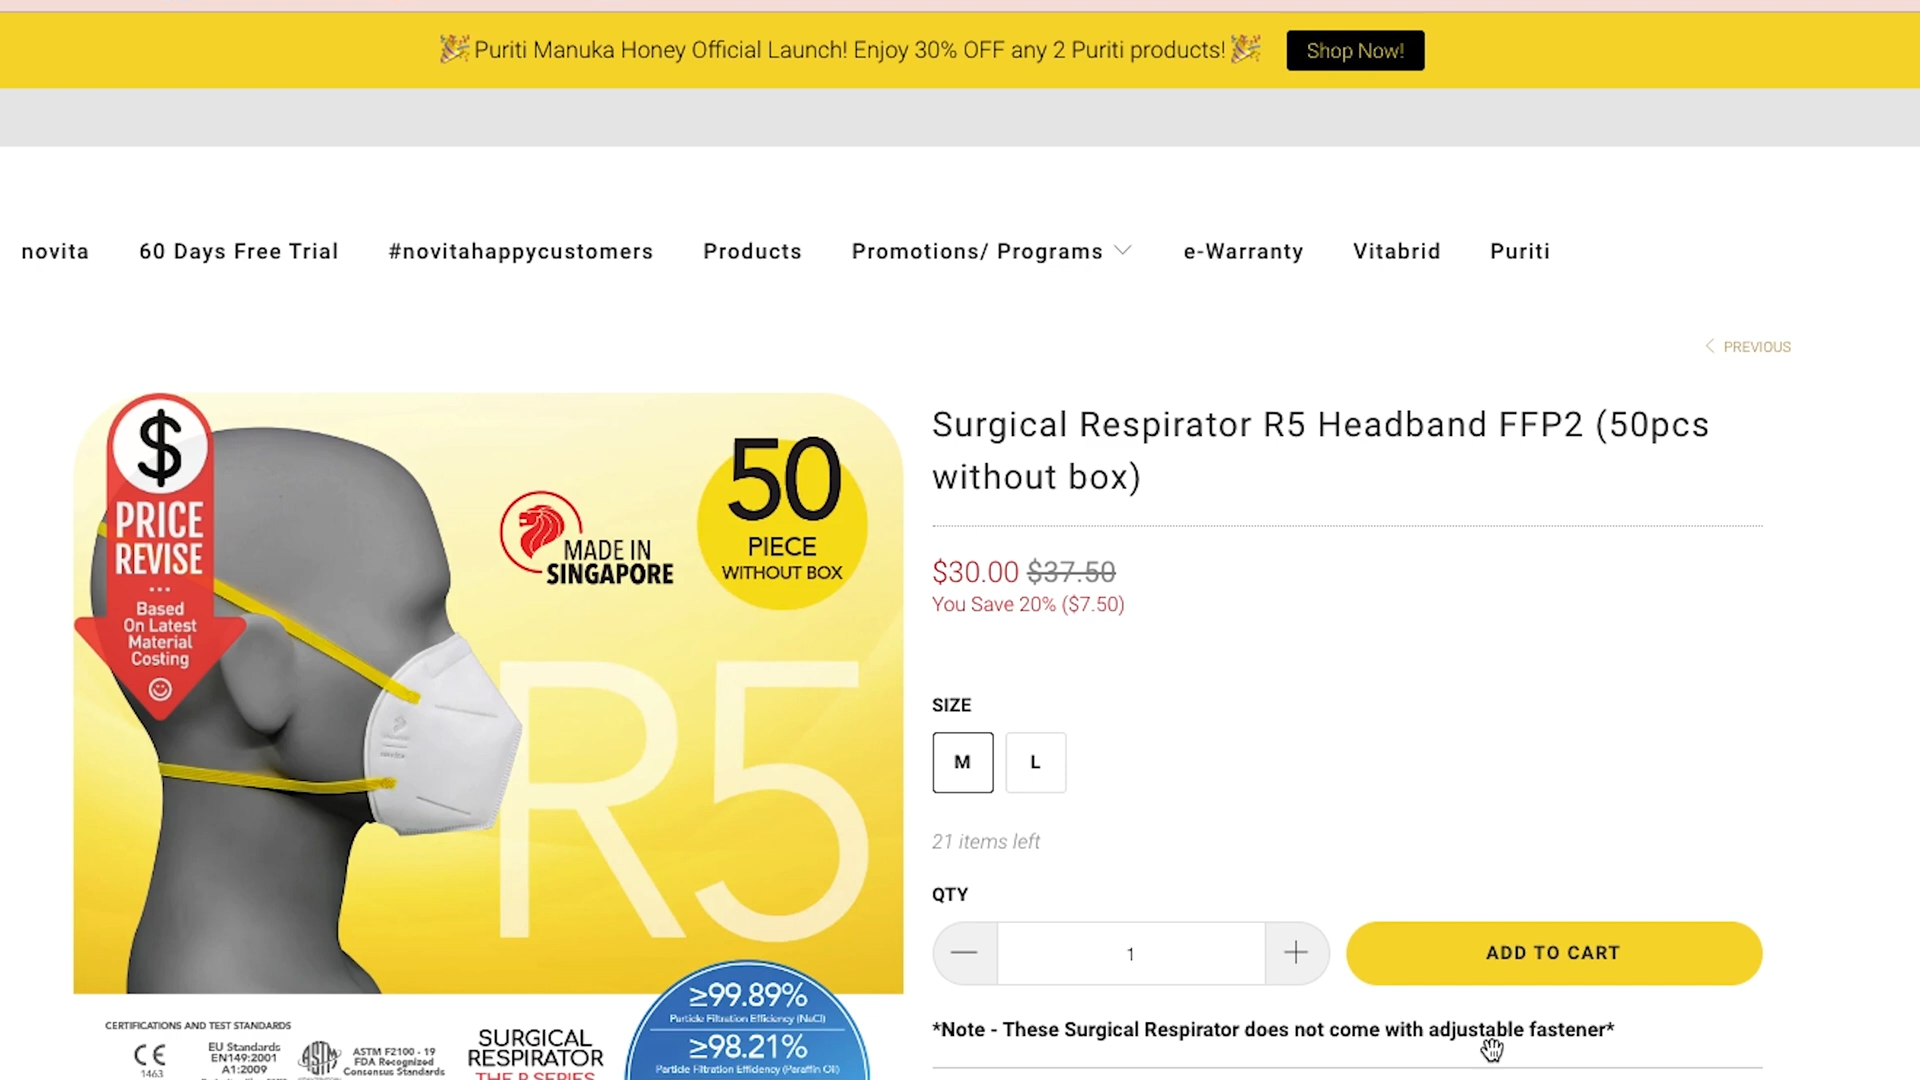 Puriti Manuka Honey Official Launch! Enjoy 30% OFF any 2 Puriti products!
Shop Now!
novita
60 Days Free Trial
#novitahappycustomers
Products
Promotions/ Programs
e-Warranty
Vitabrid
Puriti
PREVIOUS
$
PRICE
REVISE
Based
On Latest
Material
Costing
MADE IN
SINGAPORE
50
PIECE
WITHOUT BOX
R5
≥99.89%
Particle Filtration Efficiency (NaCl)
≥98.21%
Particle Filtration Efficiency (Paraffin Oil)
CERTIFICATIONS AND TEST STANDARDS
CE
1463
EU Standards
EN149:2001
A1:2009
ASTM
ASTM F2100 - 19
FDA Recognized
Consensus Standards
SURGICAL
RESPIRATOR
THE R SERIES
Surgical Respirator R5 Headband FFP2 (50pcs
without box)
$30.00 $37.50
You Save 20% ($7.50)
SIZE
M
L
21 items left
QTY
1
ADD TO CART
*Note - These Surgical Respirator does not come with adjustable fastener*